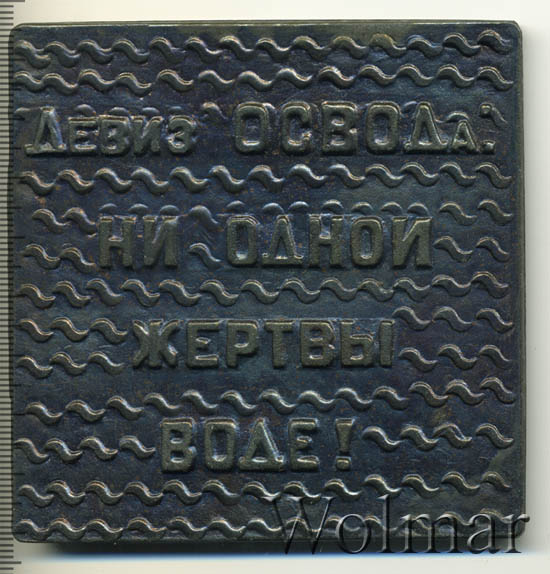 Девиз ОСВОДа:
НИ ОДНОЙ
ЖЕРТВЫ
ВОДЕ!
Wolmar